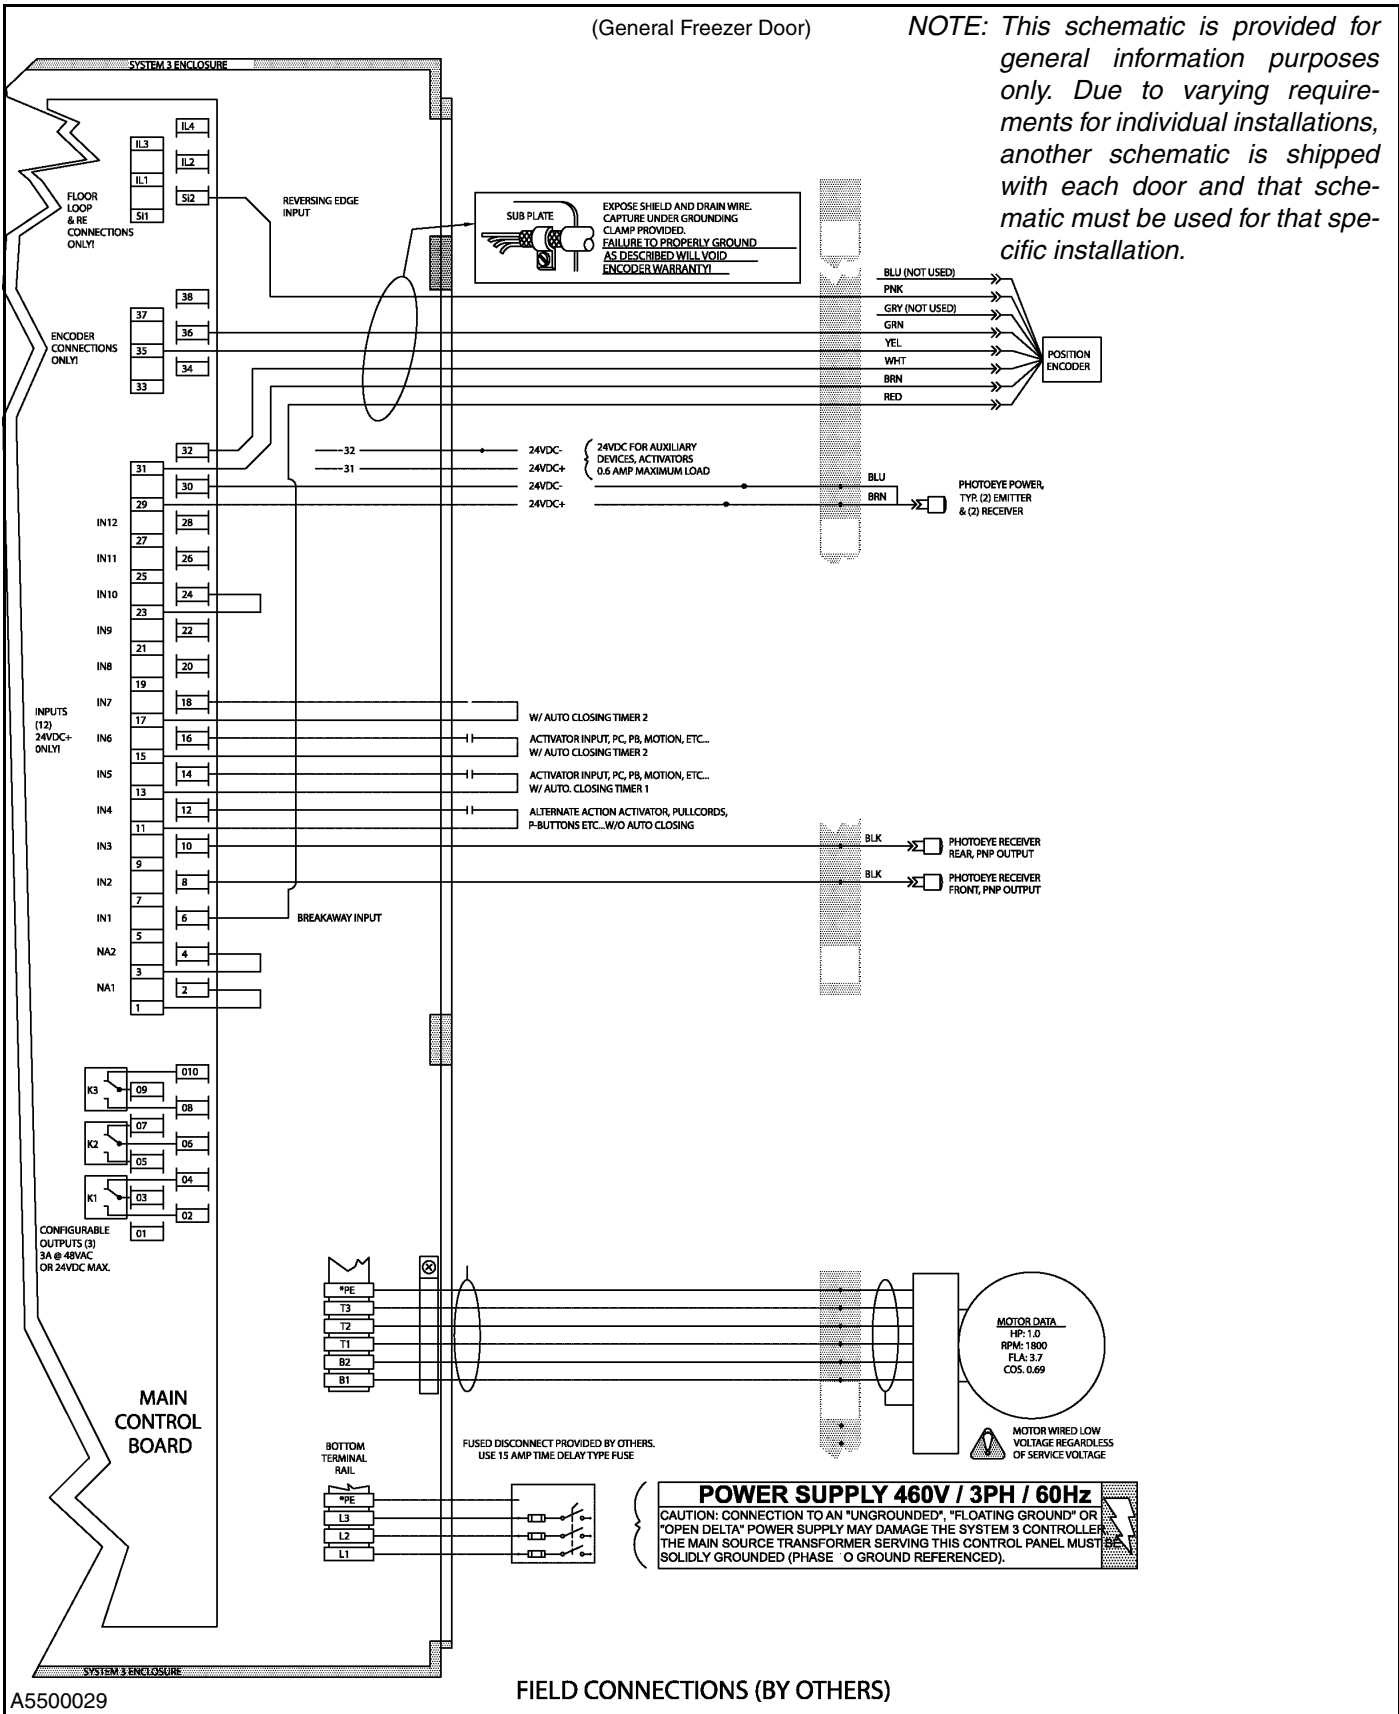 (General Freezer Door)
NOTE: This schematic is provided for
general information purposes
only. Due to varying require-
ments for individual installations,
another schematic is shipped
with each door and that sche-
matic must be used for that spe-
cific installation.
SYSTEM 3 ENCLOSURE
IL4
IL3
IL2
IL1
Si2
SI1
FLOOR
LOOP
& RE
CONNECTIONS
ONLY!
REVERSING EDGE
INPUT
SUB PLATE
EXPOSE SHIELD AND DRAIN WIRE.
CAPTURE UNDER GROUNDING
CLAMP PROVIDED.
FAILURE TO PROPERLY GROUND
AS DESCRIBED WILL VOID
ENCODER WARRANTY!
BLU (NOT USED)
PNK
GRY (NOT USED)
GRN
YEL
WHT
BRN
RED
POSITION
ENCODER
38
37
36
35
34
33
ENCODER
CONNECTIONS
ONLY!
32
31
30
29
32
31
24VDC-
24VDC+
24VDC-
24VDC+
24VDC FOR AUXILIARY
DEVICES, ACTIVATORS
0.6 AMP MAXIMUM LOAD
BLU
BRN
PHOTOEYE POWER,
TYP. (2) EMITTER
& (2) RECEIVER
IN12
28
27
IN11
26
25
IN10
24
23
IN9
22
21
IN8
20
19
IN7
18
17
W/ AUTO CLOSING TIMER 2
INPUTS
(12)
24VDC+
ONLY!
IN6
16
15
ACTIVATOR INPUT, PC, PB, MOTION, ETC...
W/ AUTO CLOSING TIMER 2
IN5
14
13
ACTIVATOR INPUT, PC, PB, MOTION, ETC...
W/ AUTO. CLOSING TIMER 1
IN4
12
11
ALTERNATE ACTION ACTIVATOR, PULLCORDS,
P-BUTTONS ETC...W/O AUTO CLOSING
IN3
10
9
BLK
PHOTOEYE RECEIVER
REAR, PNP OUTPUT
IN2
8
7
BLK
PHOTOEYE RECEIVER
FRONT, PNP OUTPUT
IN1
6
5
BREAKAWAY INPUT
NA2
4
3
NA1
2
1
010
K3
09
08
07
K2
06
05
04
K1
03
02
01
CONFIGURABLE
OUTPUTS (3)
3A @ 48VAC
OR 24VDC MAX.
MAIN
CONTROL
BOARD
*PE
T3
T2
T1
B2
B1
MOTOR DATA
HP: 1.0
RPM: 1800
FLA: 3.7
COS. 0.69
MOTOR WIRED LOW
VOLTAGE REGARDLESS
OF SERVICE VOLTAGE
BOTTOM
TERMINAL
RAIL
FUSED DISCONNECT PROVIDED BY OTHERS.
USE 15 AMP TIME DELAY TYPE FUSE
*PE
L3
L2
L1
POWER SUPPLY 460V / 3PH / 60Hz
CAUTION: CONNECTION TO AN "UNGROUNDED", "FLOATING GROUND" OR
"OPEN DELTA" POWER SUPPLY MAY DAMAGE THE SYSTEM 3 CONTROLLER
THE MAIN SOURCE TRANSFORMER SERVING THIS CONTROL PANEL MUST BE
SOLIDLY GROUNDED (PHASE O GROUND REFERENCED).
SYSTEM 3 ENCLOSURE
A5500029
FIELD CONNECTIONS (BY OTHERS)